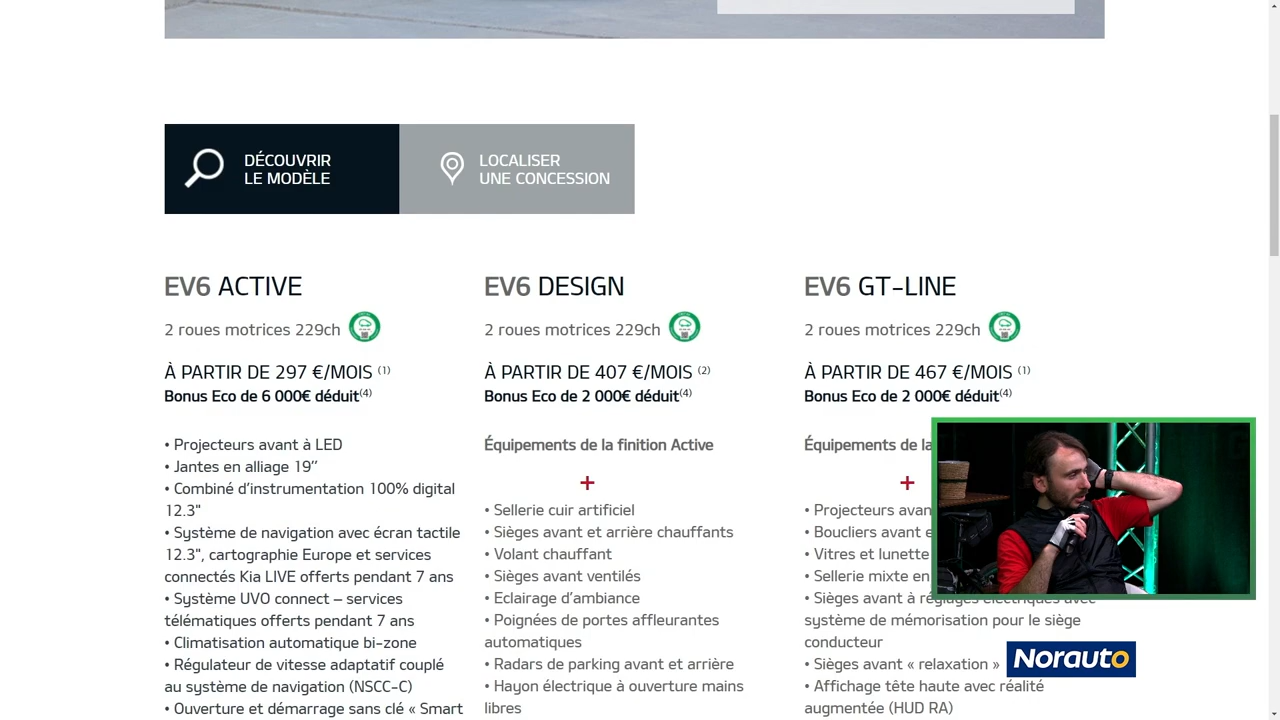 DÉCOUVRIR
LE MODÈLE
LOCALISER
UNE CONCESSION
EV6 ACTIVE
2 roues motrices 229ch
À PARTIR DE 297 €/MOIS (1)
Bonus Eco de 6 000€ déduit(4)
• Projecteurs avant à LED
• Jantes en alliage 19’’
• Combiné d’instrumentation 100% digital
12.3"
• Système de navigation avec écran tactile
12.3", cartographie Europe et services
connectés Kia LIVE offerts pendant 7 ans
• Système UVO connect – services
télématiques offerts pendant 7 ans
• Climatisation automatique bi-zone
• Régulateur de vitesse adaptatif couplé
au système de navigation (NSCC-C)
• Ouverture et démarrage sans clé « Smart
EV6 DESIGN
2 roues motrices 229ch
À PARTIR DE 407 €/MOIS (2)
Bonus Eco de 2 000€ déduit(4)
Équipements de la finition Active
+
• Sellerie cuir artificiel
• Sièges avant et arrière chauffants
• Volant chauffant
• Sièges avant ventilés
• Eclairage d’ambiance
• Poignées de portes affleurantes
automatiques
• Radars de parking avant et arrière
• Hayon électrique à ouverture mains
libres
EV6 GT-LINE
2 roues motrices 229ch
À PARTIR DE 467 €/MOIS (1)
Bonus Eco de 2 000€ déduit(4)
Équipements de la
+
• Projecteurs avan
• Boucliers avant e
• Vitres et lunette
• Sellerie mixte en
• Sièges avant à réglages électriques avec
système de mémorisation pour le siège
conducteur
• Sièges avant « relaxation »
• Affichage tête haute avec réalité
augmentée (HUD RA)
Norauto